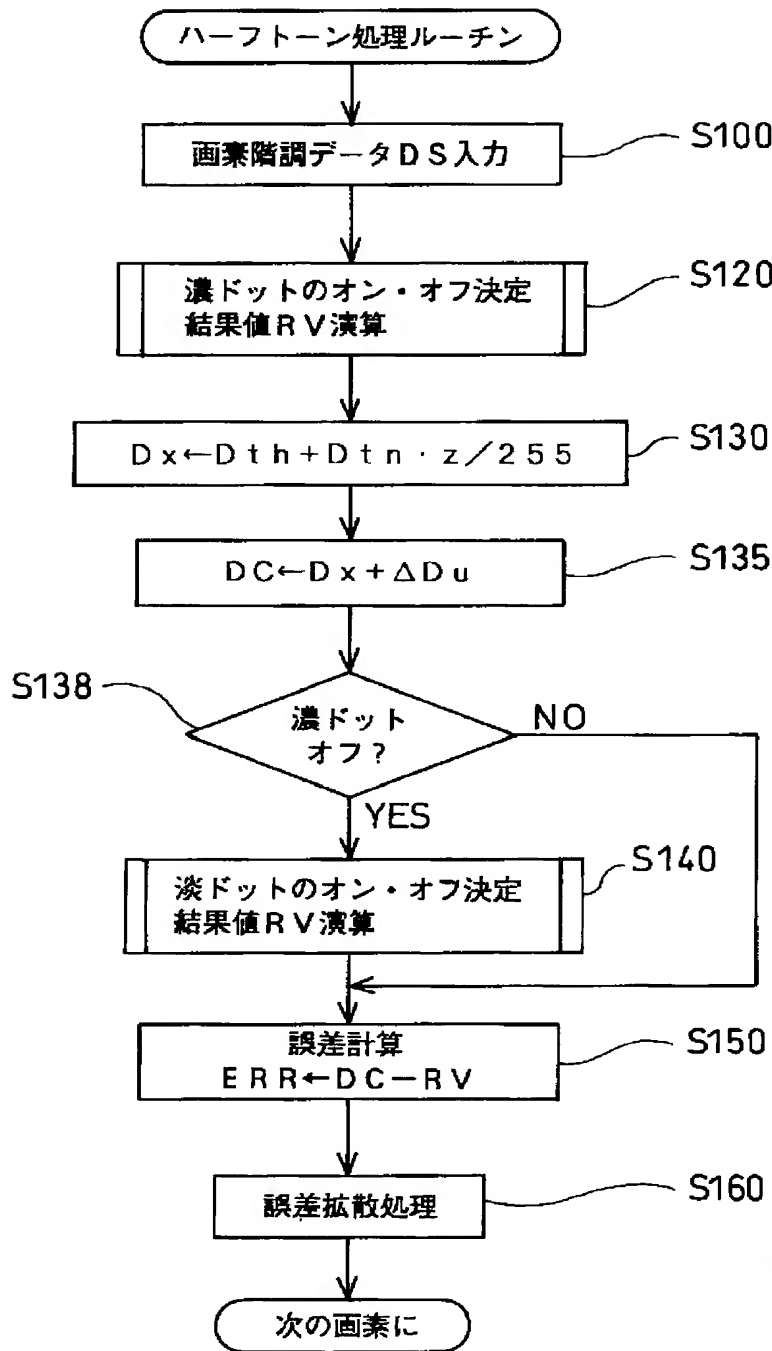 ハーフトーン処理ルーチン
S100
画素階調データDS入力
S120
濃ドットのオン・オフ決定
結果値RV演算
S130
Dx←Dth+Dtn・z/255
S135
DC←Dx+ΔDu
S138
濃ドット
オフ?
NO
YES
S140
淡ドットのオン・オフ決定
結果値RV演算
S150
誤差計算
ERR←DC−RV
S160
誤差拡散処理
次の画素に